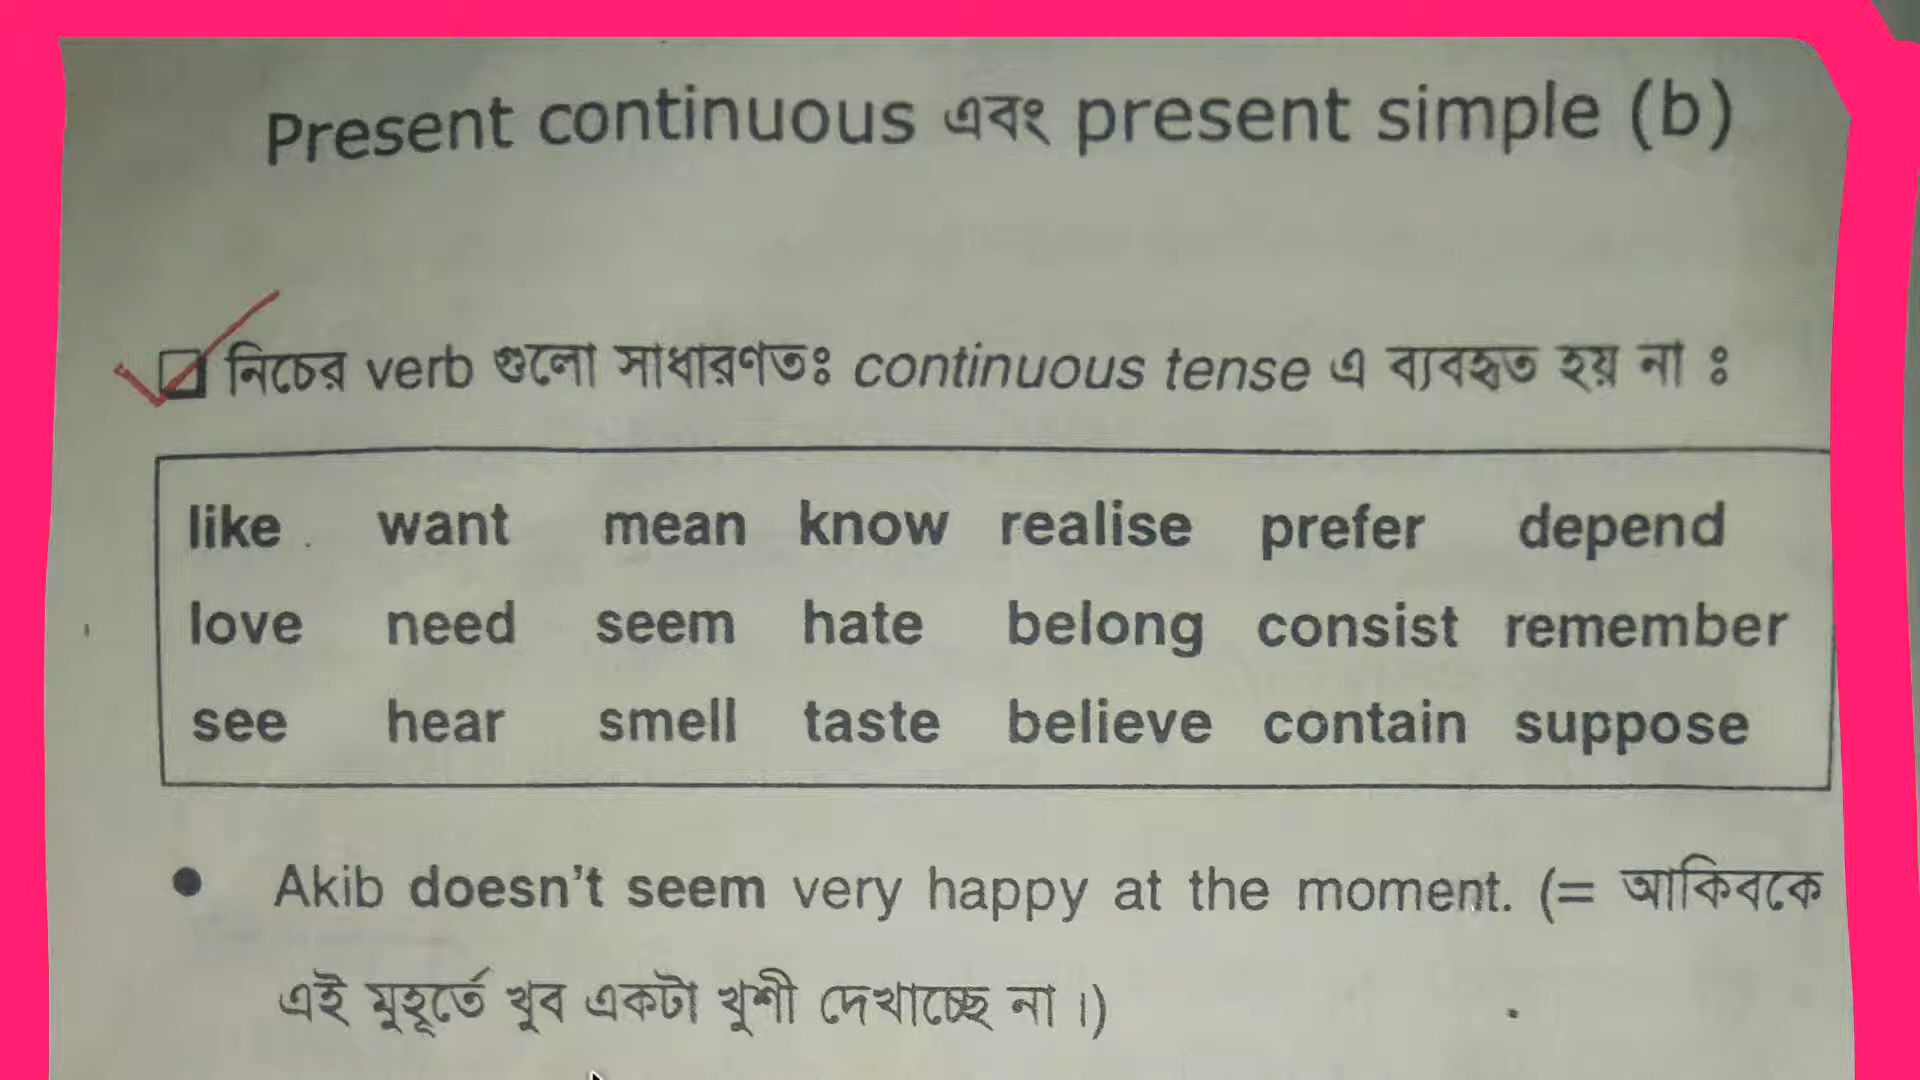 Present continuous এবং present simple (b)
নিচের verb গুলো সাধারণতঃ continuous tense এ ব্যবহৃত হয় না ঃ
like want mean know realise prefer depend
love need seem hate belong consist remember
see hear smell taste believe contain suppose
● Akib doesn't seem very happy at the moment. (= আকিবকে
এই মুহূর্তে খুব একটা খুশী দেখাচ্ছে না।)